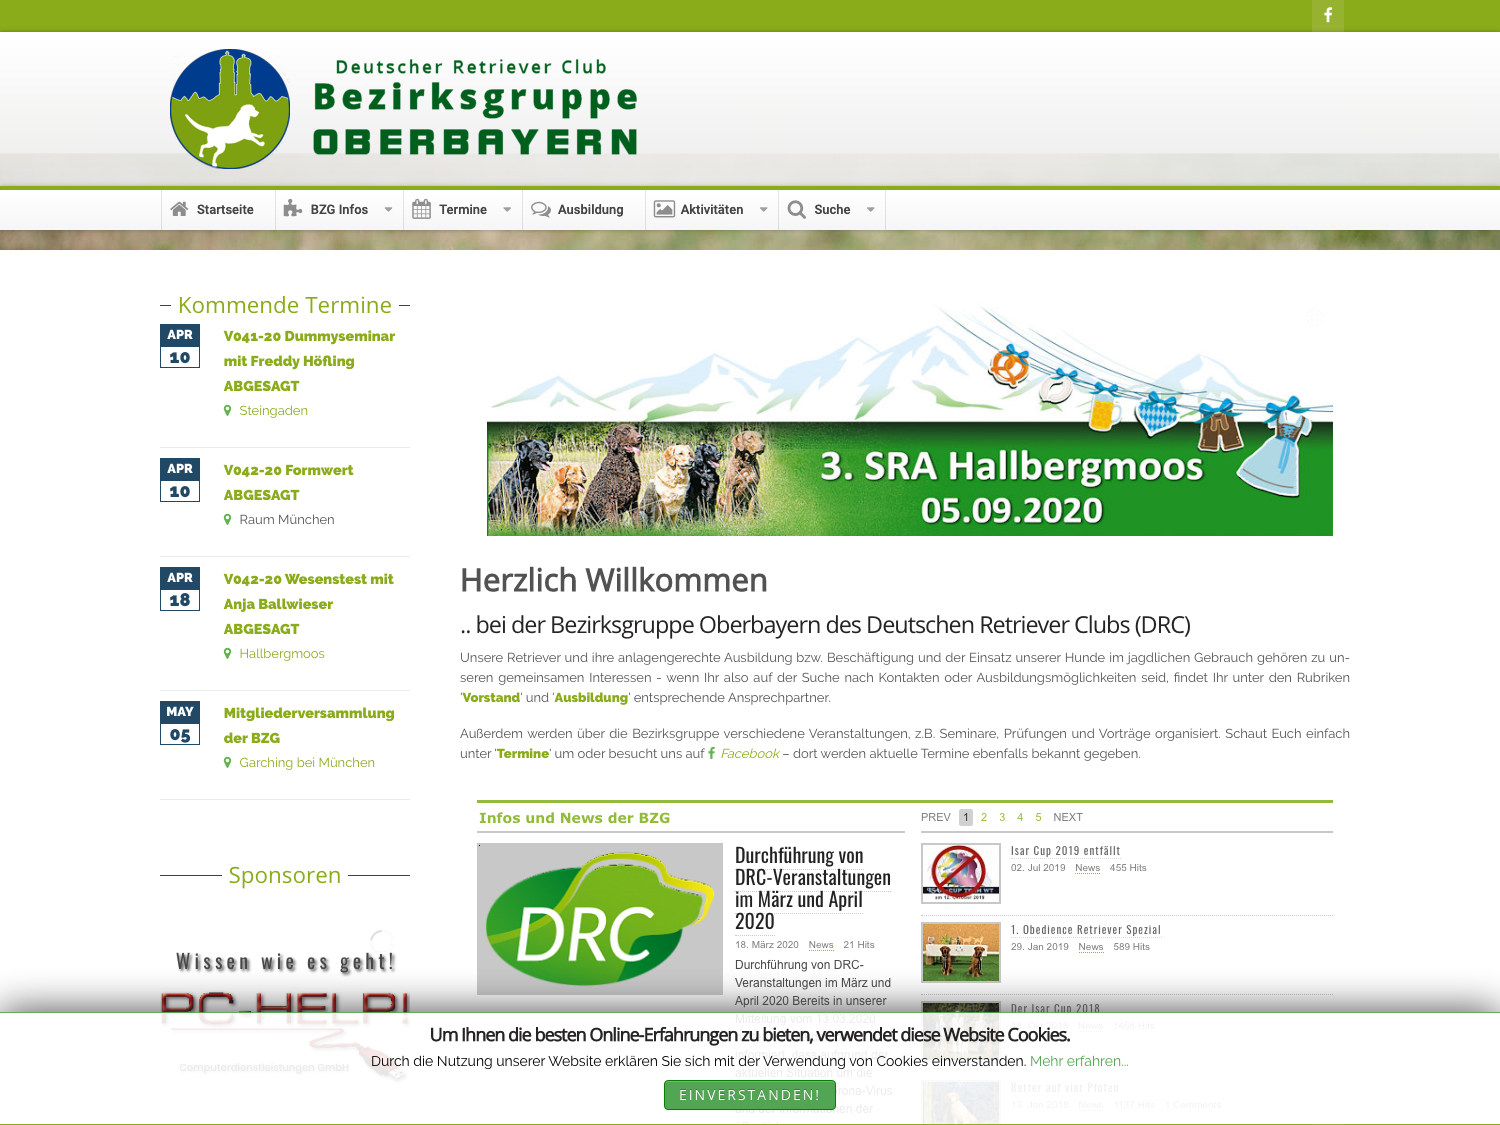 Deutscher Retriever Club
Bezirksgruppe
OBERBAYERN
Startseite
BZG Infos
Termine
Ausbildung
Aktivitäten
Suche
Kommende Termine
APR
10
V041-20 Dummyseminar
mit Freddy Höfling
ABGESAGT
Steingaden
APR
10
V042-20 Formwert
ABGESAGT
Raum München
APR
18
V042-20 Wesenstest mit
Anja Ballwieser
ABGESAGT
Hallbergmoos
MAY
05
Mitgliederversammlung
der BZG
Garching bei München
Sponsoren
Wissen wie es geht!
PC-HELP!
Computerdienstleistungen GmbH
3. SRA Hallbergmoos
05.09.2020
Herzlich Willkommen
.. bei der Bezirksgruppe Oberbayern des Deutschen Retriever Clubs (DRC)
Unsere Retriever und ihre anlagengerechte Ausbildung bzw. Beschäftigung und der Einsatz unserer Hunde im jagdlichen Gebrauch gehören zu un-
seren gemeinsamen Interessen - wenn Ihr also auf der Suche nach Kontakten oder Ausbildungsmöglichkeiten seid, findet Ihr unter den Rubriken
'Vorstand' und 'Ausbildung' entsprechende Ansprechpartner.
Außerdem werden über die Bezirksgruppe verschiedene Veranstaltungen, z.B. Seminare, Prüfungen und Vorträge organisiert. Schaut Euch einfach
unter 'Termine' um oder besucht uns auf Facebook – dort werden aktuelle Termine ebenfalls bekannt gegeben.
Infos und News der BZG
PREV 1 2 3 4 5 NEXT
DRC
Durchführung von
DRC-Veranstaltungen
im März und April
2020
18. März 2020 News 21 Hits
Durchführung von DRC-
Veranstaltungen im März und
April 2020 Bereits in unserer
Mitteilung vom 13.03.2020
aktuellen Situation um die
rona-Virus
der
Isar Cup 2019 entfällt
02. Jul 2019 News 455 Hits
1. Obedience Retriever Spezial
29. Jan 2019 News 589 Hits
Der Isar Cup 2018
News
Retter auf vier Pfoten
News
Um Ihnen die besten Online-Erfahrungen zu bieten, verwendet diese Website Cookies.
Durch die Nutzung unserer Website erklären Sie sich mit der Verwendung von Cookies einverstanden. Mehr erfahren...
EINVERSTANDEN!